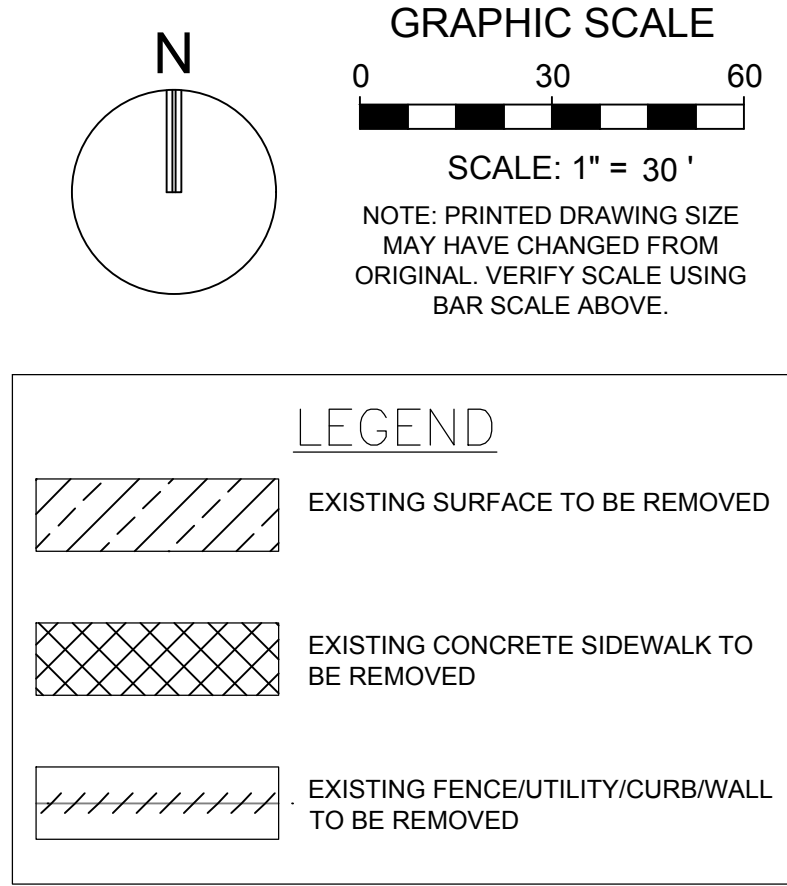 N
GRAPHIC SCALE
0 30 60
SCALE: 1" = 30 '
NOTE: PRINTED DRAWING SIZE
MAY HAVE CHANGED FROM
ORIGINAL. VERIFY SCALE USING
BAR SCALE ABOVE.
LEGEND
EXISTING SURFACE TO BE REMOVED
EXISTING CONCRETE SIDEWALK TO
BE REMOVED
EXISTING FENCE/UTILITY/CURB/WALL
TO BE REMOVED